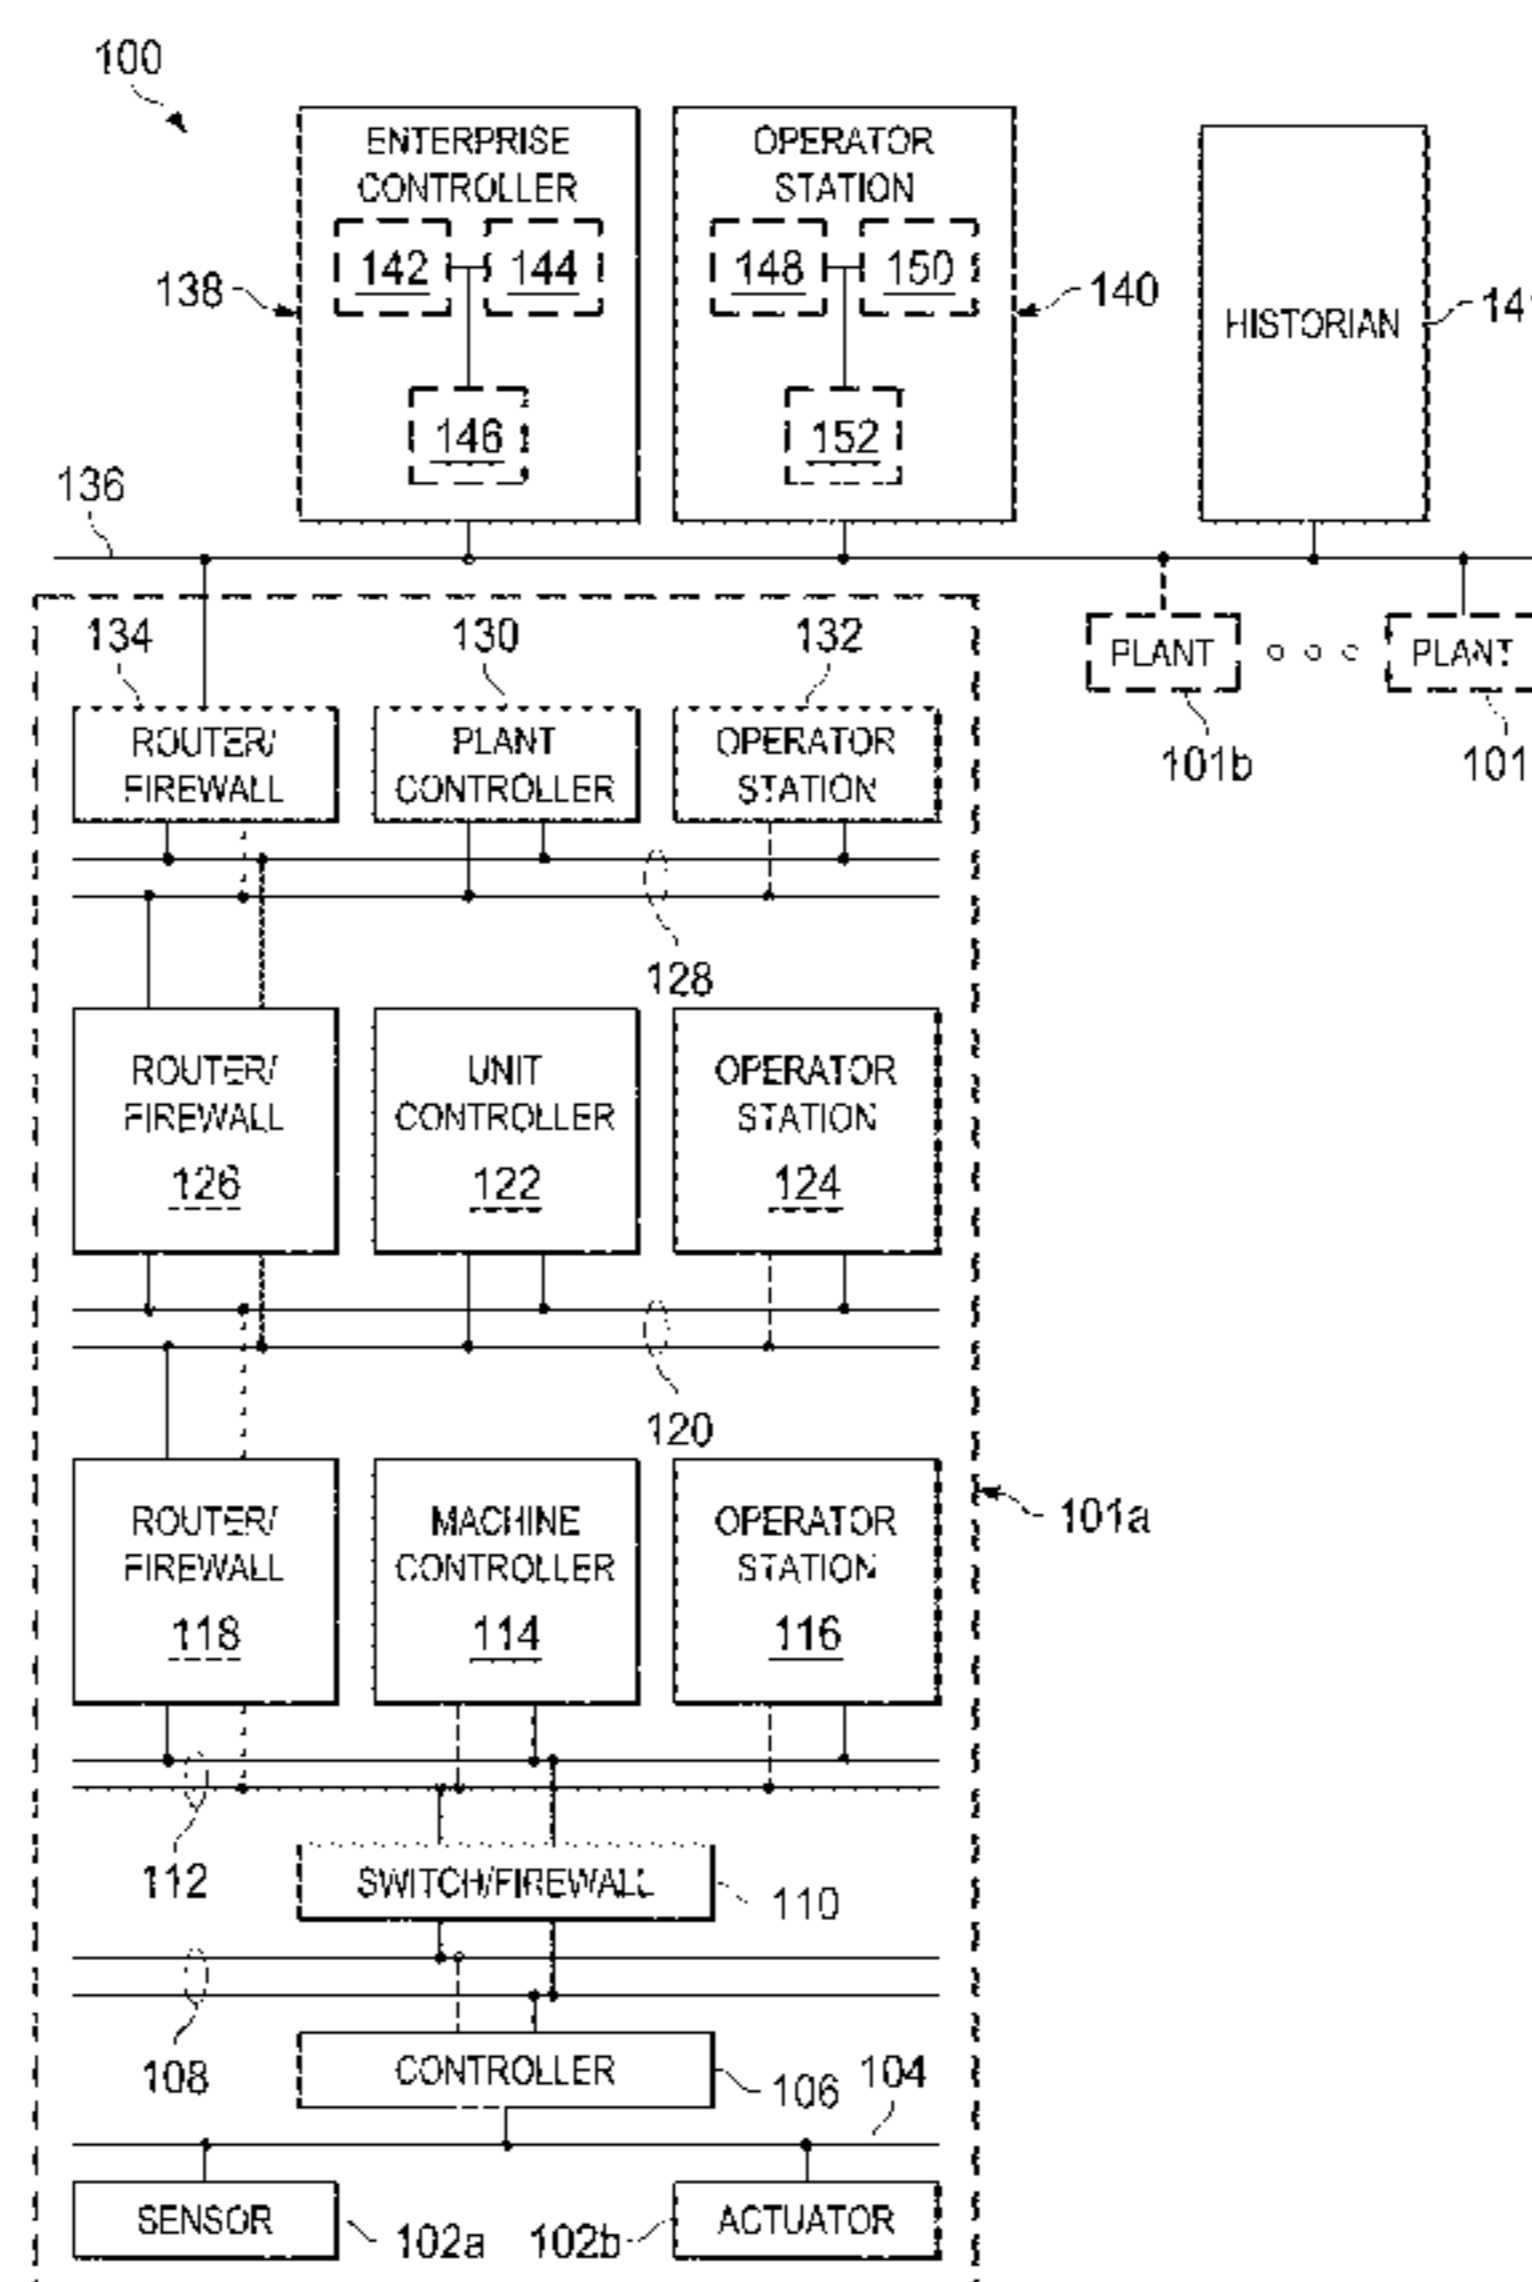 100
ENTERPRISE
CONTROLLER
142
144
146
138
OPERATOR
STATION
148
150
152
140
HISTORIAN
136
134
130
132
ROUTER/
FIREWALL
PLANT
CONTROLLER
OPERATOR
STATION
PLANT
PLANT
101b
128
ROUTER/
FIREWALL
126
UNIT
CONTROLLER
122
OPERATOR
STATION
124
120
ROUTER/
FIREWALL
118
MACHINE
CONTROLLER
114
OPERATOR
STATION
116
101a
112
SWITCH/FIREWALL
110
108
CONTROLLER
106
104
SENSOR
102a
102b
ACTUATOR